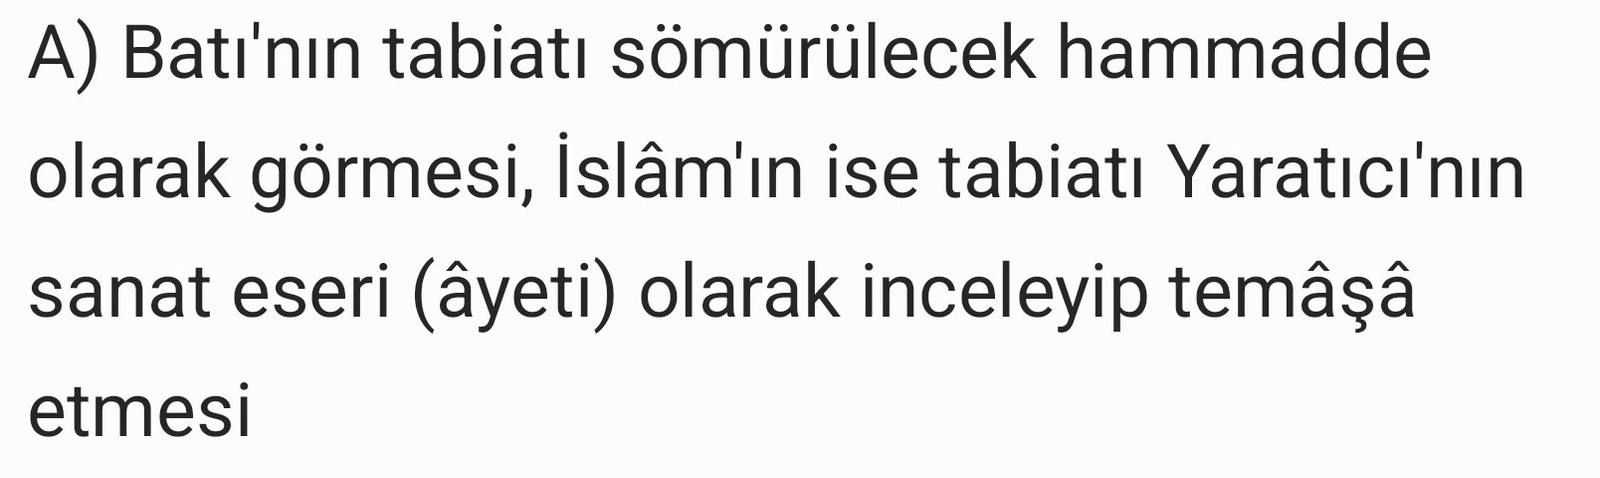 A) Batı'nın tabiatı sömürülecek hammadde
olarak görmesi, İslâm'ın ise tabiatı Yaratıcı'nın
sanat eseri (âyeti) olarak inceleyip temâşâ
etmesi